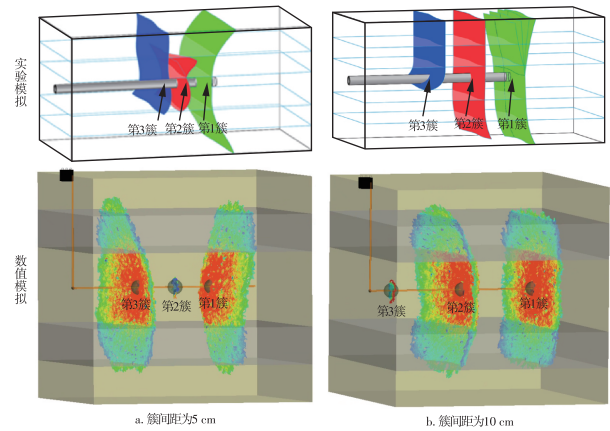 实验模拟
第3簇 第2簇 第1簇
第3簇 第2簇 第1簇
数值模拟
第3簇 第2簇 第1簇
第3簇 第2簇 第1簇
a. 簇间距为5 cm
b. 簇间距为10 cm